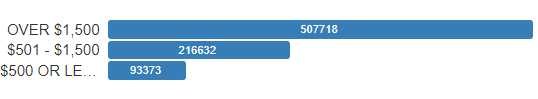 OVER $1,500 507718
$501 - $1,500 216632
$500 OR LE... 93373